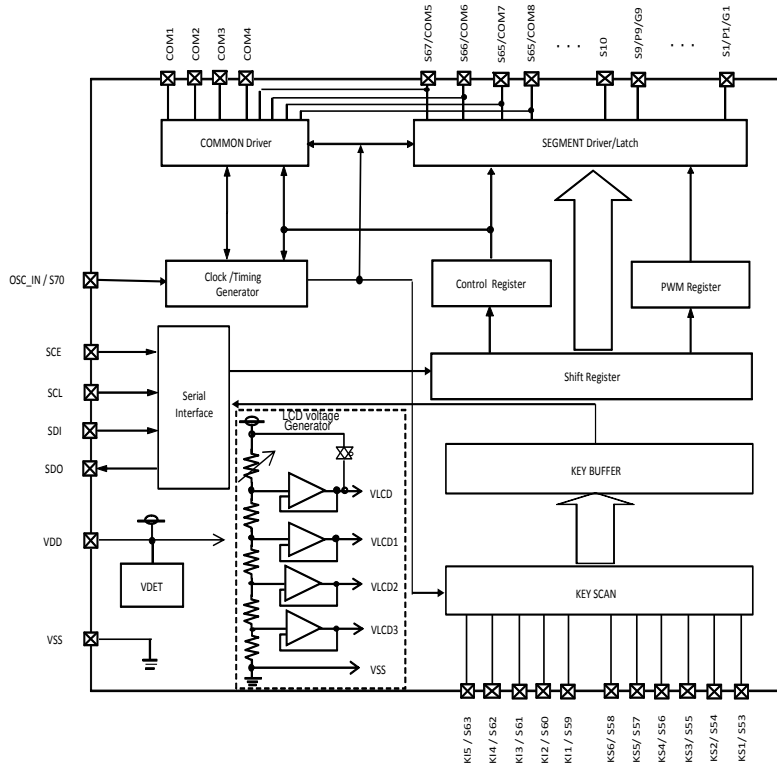 COM1
COM2
COM3
COM4
S67/COM5
S66/COM6
S65/COM7
S65/COM8
. . .
S10
S9/P9/G9
. . .
S1/P1/G1
COMMON Driver
SEGMENT Driver/Latch
OSC_IN / S70
Clock /Timing
Generator
Control Register
PWM Register
SCE
SCL
SDI
SDO
Serial
Interface
Shift Register
LCD voltage
Generator
KEY BUFFER
VLCD
VLCD1
VLCD2
VLCD3
VSS
VDD
VDET
VSS
KEY SCAN
KI5 / S63
KI4 / S62
KI3 / S61
KI2 / S60
KI1 / S59
KS6/ S58
KS5/ S57
KS4/ S56
KS3/ S55
KS2/ S54
KS1/ S53